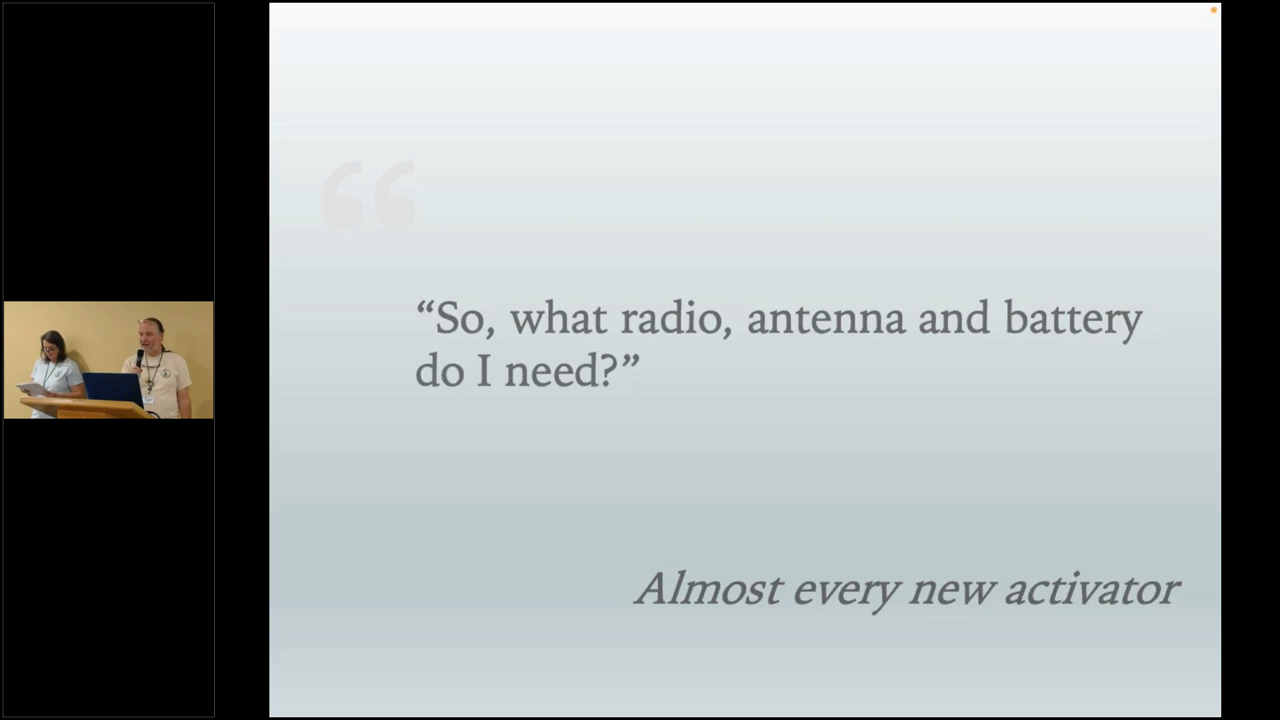 “So, what radio, antenna and battery
do I need?”
Almost every new activator